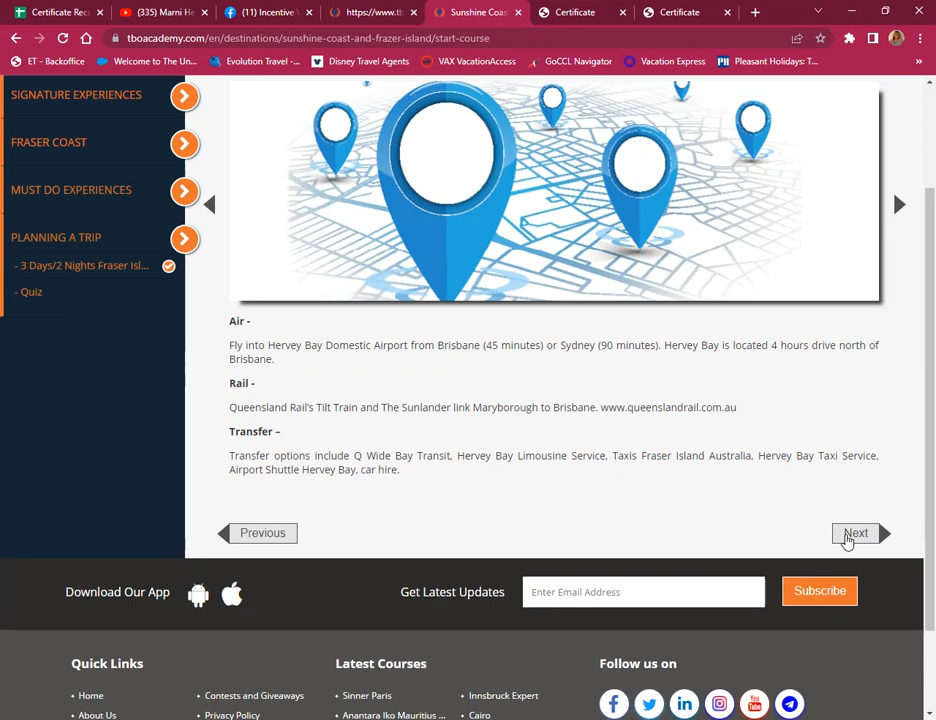 Certificate Reco
(335) Marni He
(11) Incentive
https://www.tb
Sunshine Coas
Certificate
Certificate
tboacademy.com/en/destinations/sunshine-coast-and-frazer-island/start-course
ET - Backoffice
Welcome to The Un...
Evolution Travel -...
Disney Travel Agents
VAX VacationAccess
GoCCL Navigator
Vacation Express
Pleasant Holidays: T...
»
SIGNATURE EXPERIENCES
FRASER COAST
MUST DO EXPERIENCES
PLANNING A TRIP
- 3 Days/2 Nights Fraser Isl...
- Quiz
Air -
Fly into Hervey Bay Domestic Airport from Brisbane (45 minutes) or Sydney (90 minutes). Hervey Bay is located 4 hours drive north of
Brisbane.
Rail -
Queensland Rail's Tilt Train and The Sunlander link Maryborough to Brisbane. www.queenslandrail.com.au
Transfer –
Transfer options include Q Wide Bay Transit, Hervey Bay Limousine Service, Taxis Fraser Island Australia, Hervey Bay Taxi Service,
Airport Shuttle Hervey Bay, car hire.
Previous
Next
Download Our App
Get Latest Updates
Enter Email Address
Subscribe
Quick Links
Latest Courses
Follow us on
• Home
• Contests and Giveaways
• Sinner Paris
• Innsbruck Expert
• About Us
• Privacy Policy
• Anantara Iko Mauritius ...
• Cairo